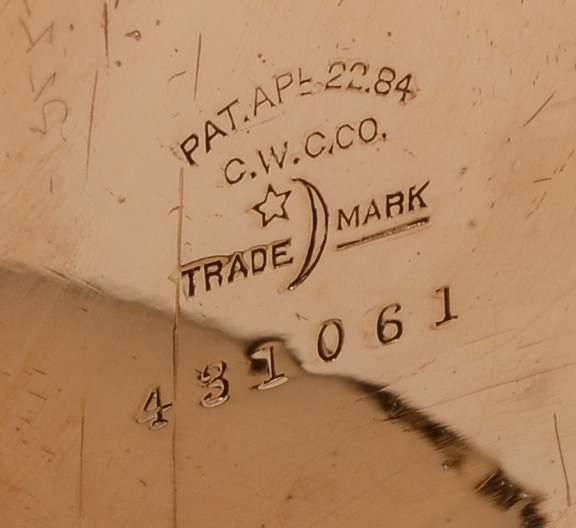 PAT.APL 22.84
C.W.C.CO.
TRADE MARK
431061